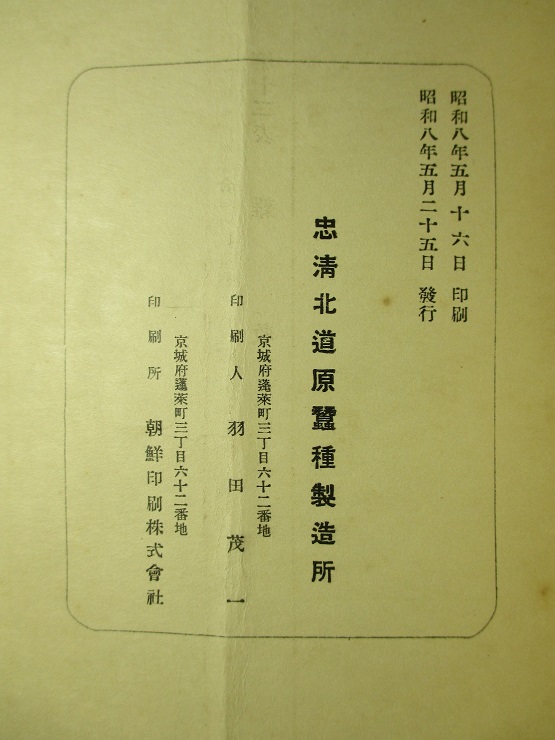 昭和八年五月十六日 印刷
昭和八年五月二十五日 發行
忠淸北道原蠶種製造所
京城府蓬萊町三丁目六十二番地
印刷人 羽田茂一
京城府蓬萊町三丁目六十二番地
印刷所 朝鮮印刷株式會社